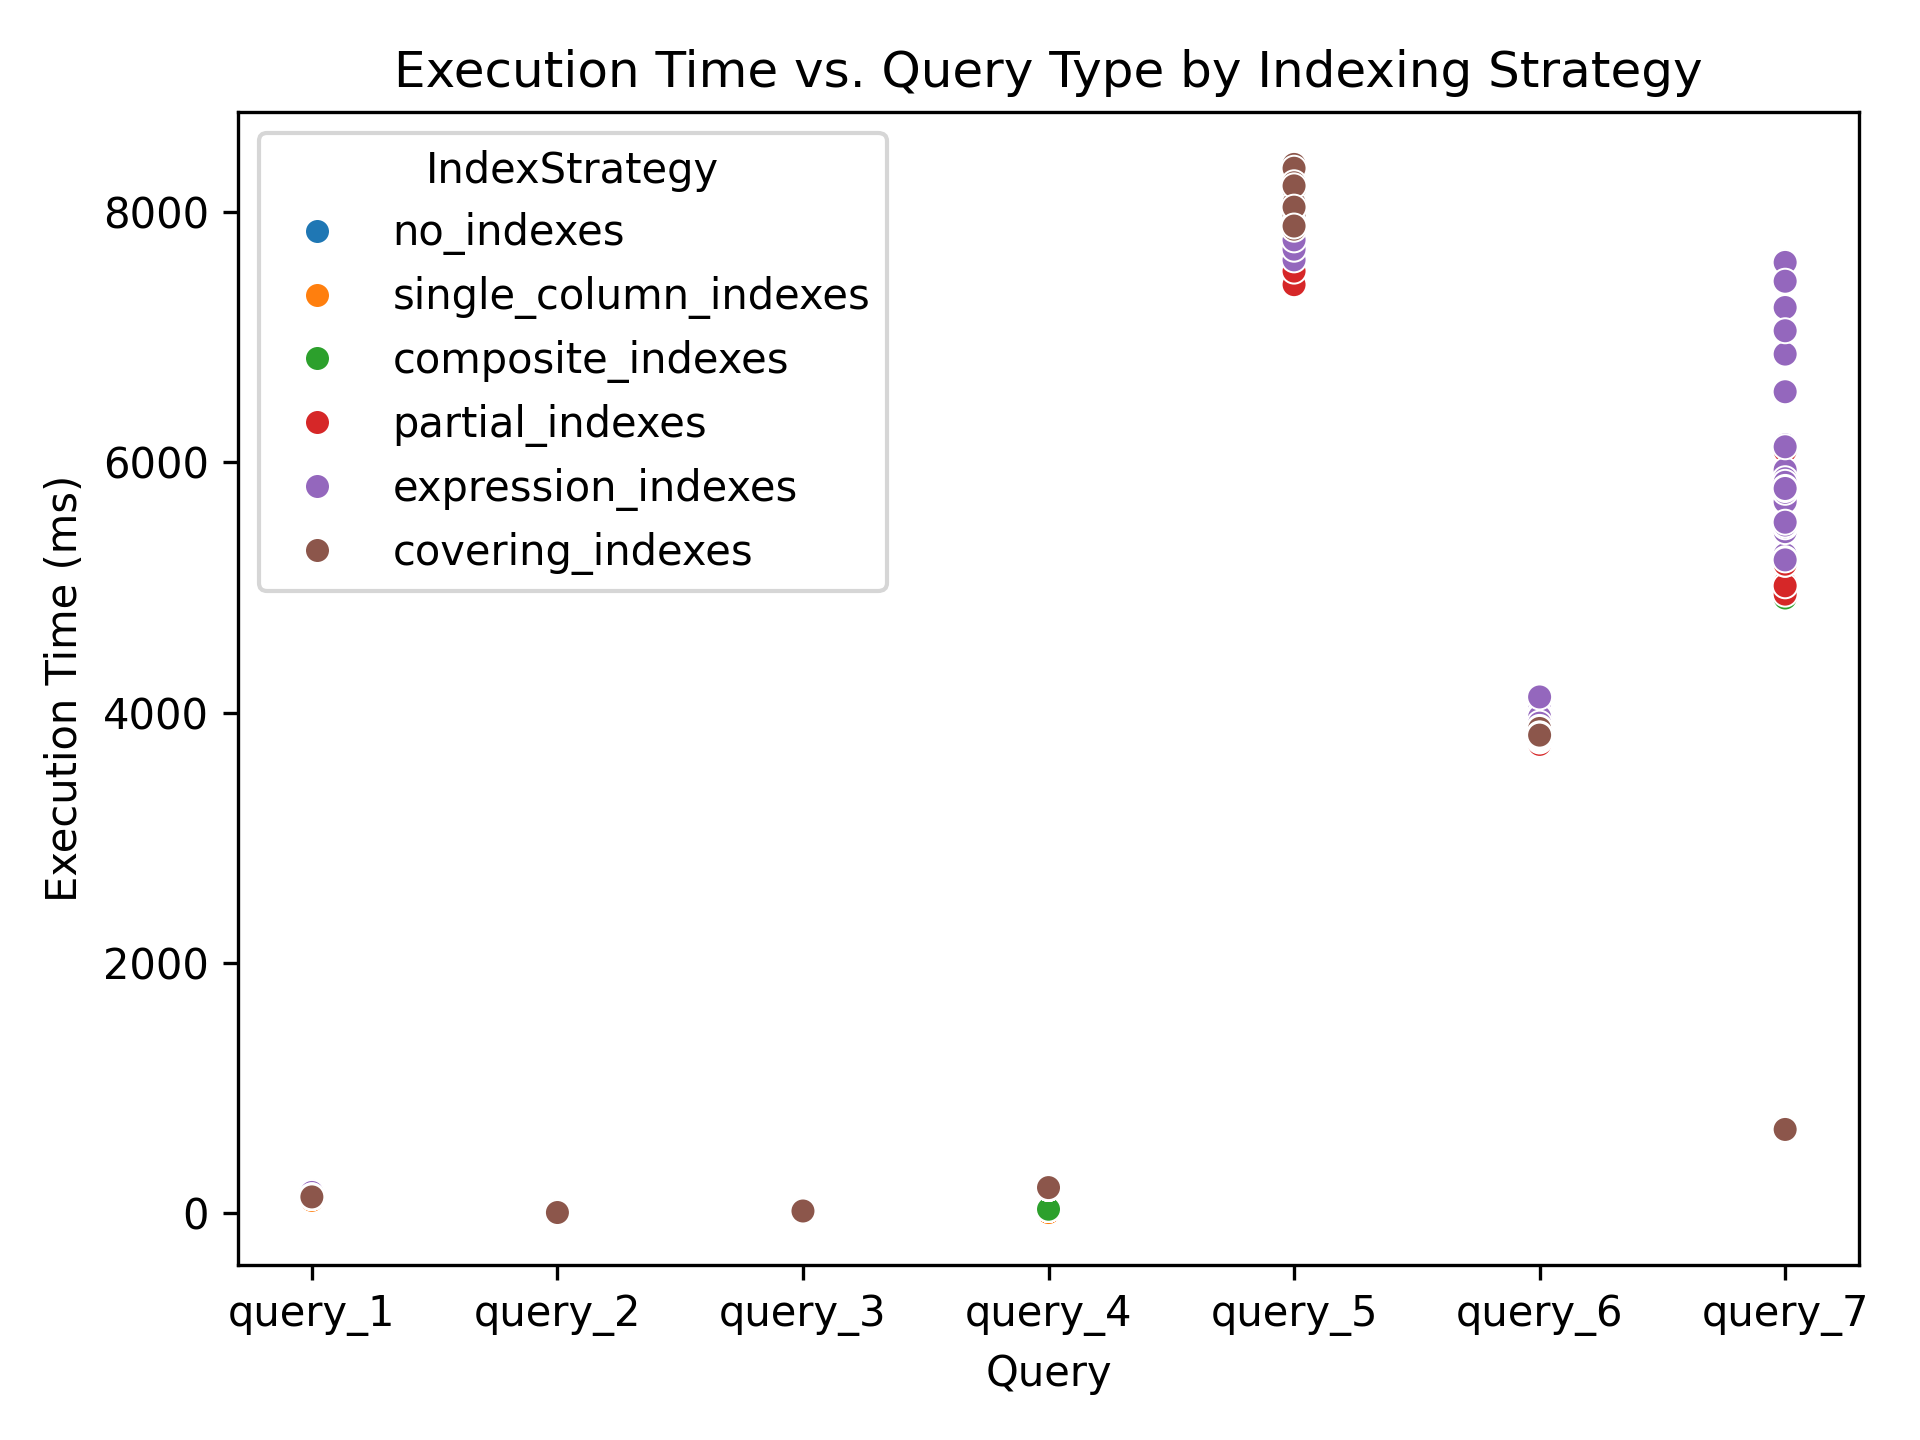 Execution Time vs. Query Type by Indexing Strategy
IndexStrategy
no_indexes
single_column_indexes
composite_indexes
partial_indexes
expression_indexes
covering_indexes
Execution Time (ms)
8000
6000
4000
2000
0
query_1 query_2 query_3 query_4 query_5 query_6 query_7
Query